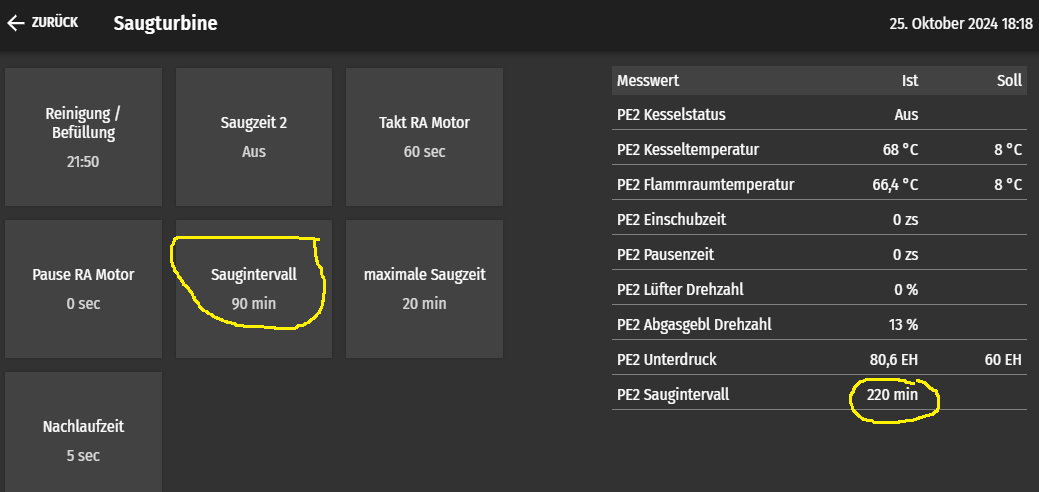 ZURÜCK Saugturbine 25. Oktober 2024 18:18
Reinigung /
Befüllung
21:50
Saugzeit 2
Aus
Takt RA Motor
60 sec
Pause RA Motor
0 sec
Saugintervall
90 min
maximale Saugzeit
20 min
Nachlaufzeit
5 sec
Messwert Ist Soll
PE2 Kesselstatus Aus
PE2 Kesseltemperatur 68 °C 8 °C
PE2 Flammraumtemperatur 66,4 °C 8 °C
PE2 Einschubzeit 0 zs
PE2 Pausenzeit 0 zs
PE2 Lüfter Drehzahl 0 %
PE2 Abgasgebl Drehzahl 13 %
PE2 Unterdruck 80,6 EH 60 EH
PE2 Saugintervall 220 min